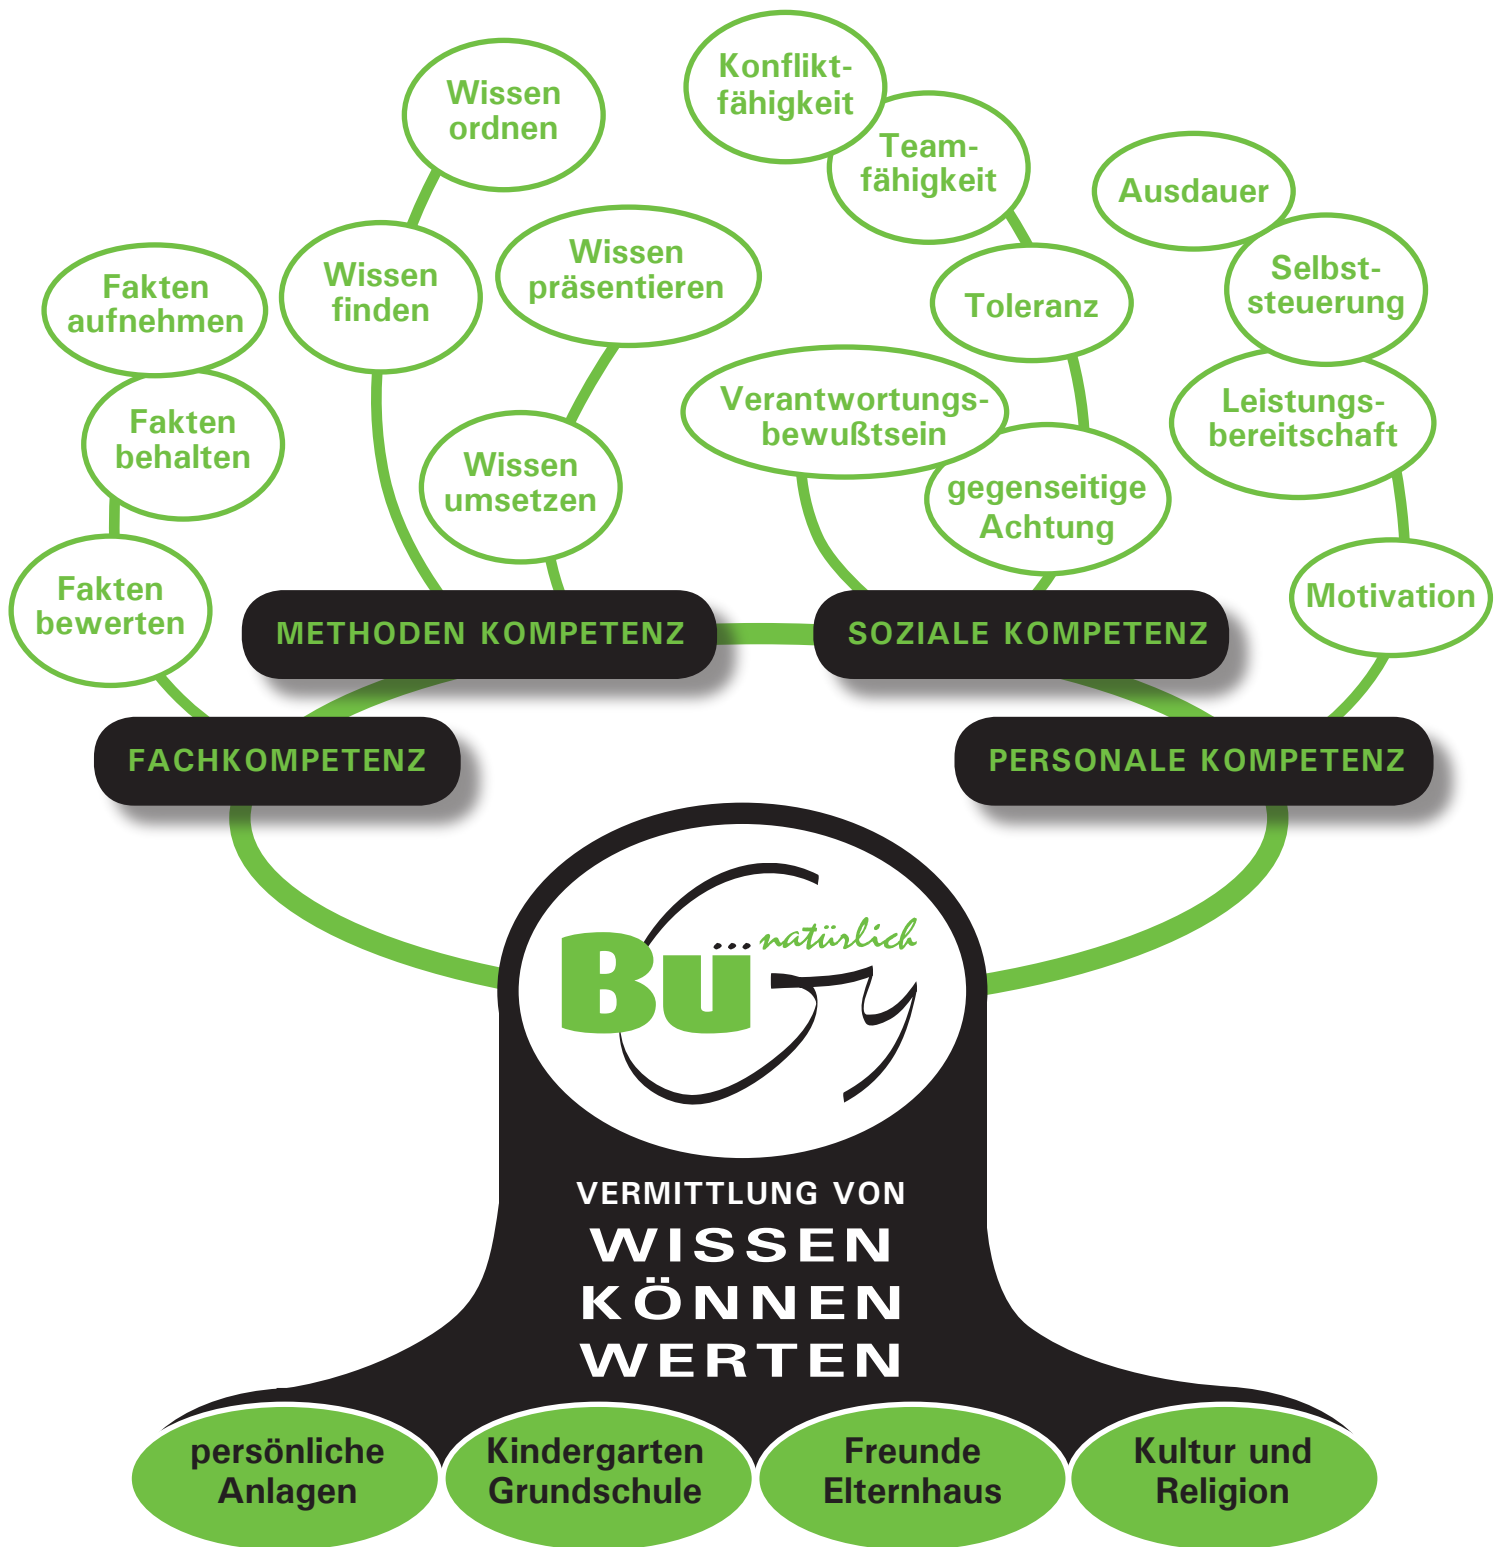 Konflikt-
fähigkeit
Wissen
ordnen
Team-
fähigkeit
Ausdauer
Wissen
präsentieren
Wissen
finden
Fakten
aufnehmen
Toleranz
Selbst-
steuerung
Verantwortungs-
bewußtsein
Leistungs-
bereitschaft
Fakten
behalten
Wissen
umsetzen
gegenseitige
Achtung
Fakten
bewerten
Motivation
METHODEN KOMPETENZ
SOZIALE KOMPETENZ
FACHKOMPETENZ
PERSONALE KOMPETENZ
...natürlich
BüGy
VERMITTLUNG VON
WISSEN
KÖNNEN
WERTEN
persönliche
Anlagen
Kindergarten
Grundschule
Freunde
Elternhaus
Kultur und
Religion